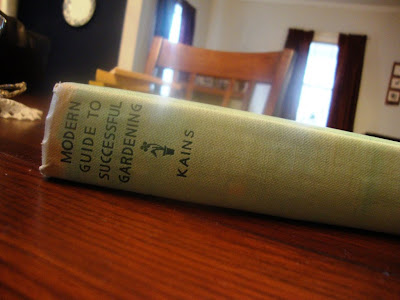 MODERN
GUIDE TO
SUCCESSFUL
GARDENING
KAINS